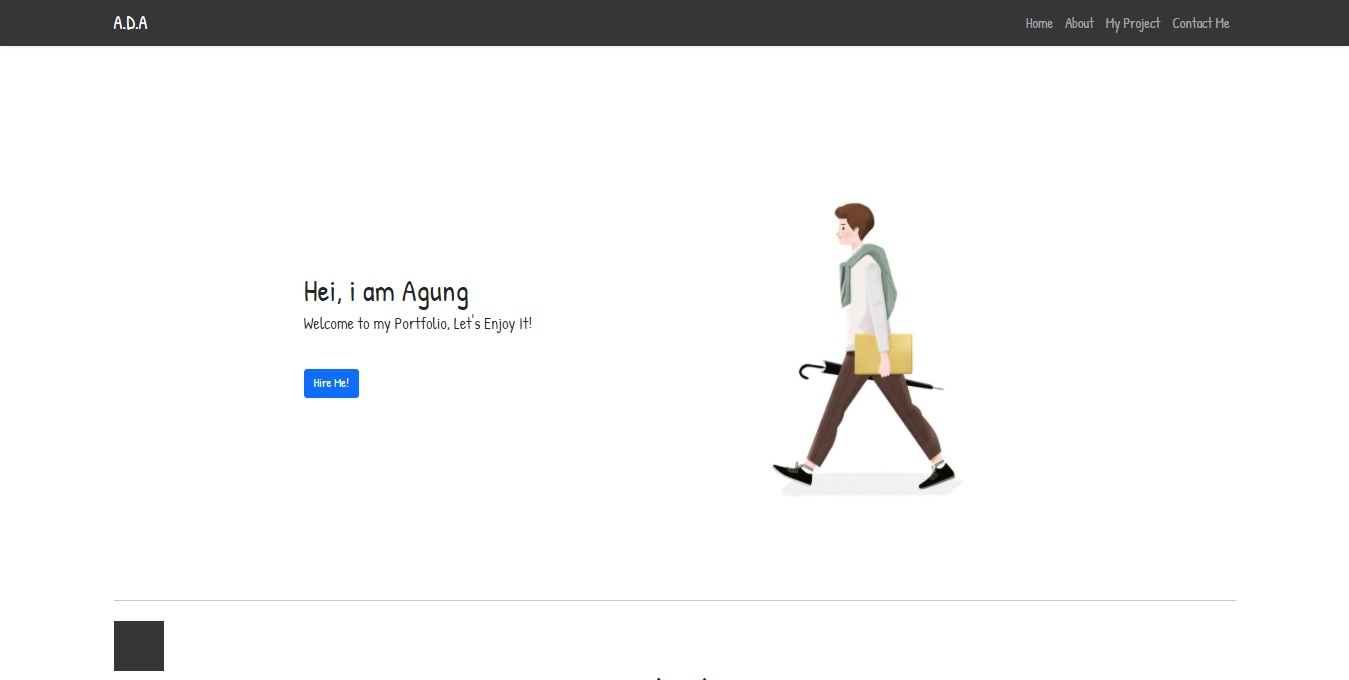 A.D.A
Home About My Project Contact Me
Hei, i am Agung
Welcome to my Portfolio, Let's Enjoy It!
Hire Me!